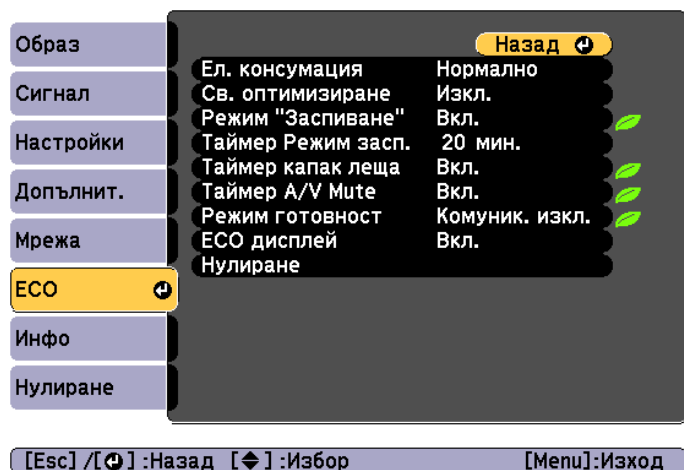 Образ
Сигнал
Настройки
Допълнит.
Мрежа
ECO
Инфо
Нулиране
Назад
Ел. консумация Нормално
Св. оптимизиране Изкл.
Режим "Заспиване" Вкл.
Таймер Режим засп. 20 мин.
Таймер капак леща Вкл.
Таймер A/V Mute Вкл.
Режим готовност Комуник. изкл.
ECO дисплей Вкл.
Нулиране
[Esc] /[ ] :Назад [ ] :Избор [Menu]:Изход